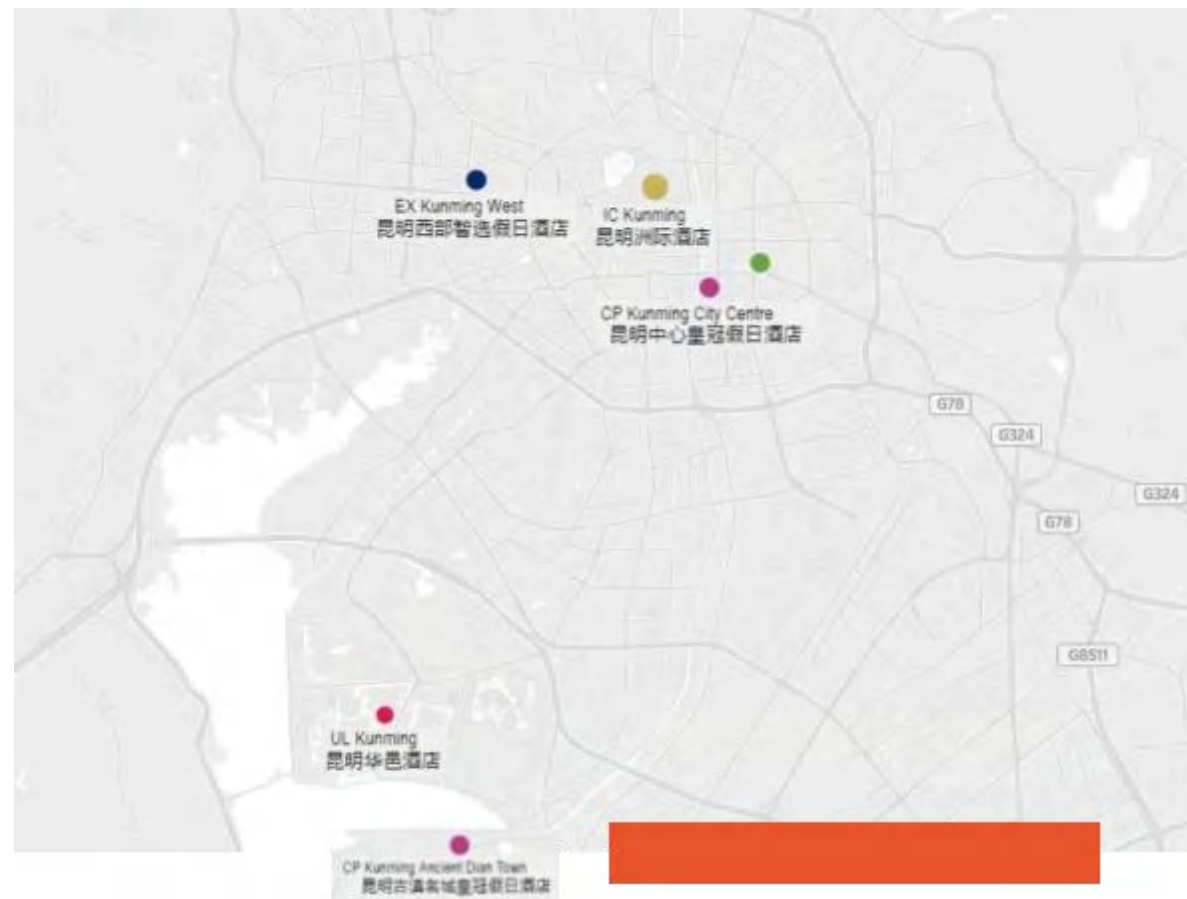 EX Kunming West
昆明西部智选假日酒店
IC Kunming
昆明洲际酒店
CP Kunming City Centre
昆明中心皇冠假日酒店
G78
G324
G324
G78
G8511
UL Kunming
昆明华邑酒店
CP Kunming Ancient Dian Town
昆明古滇名城皇冠假日酒店